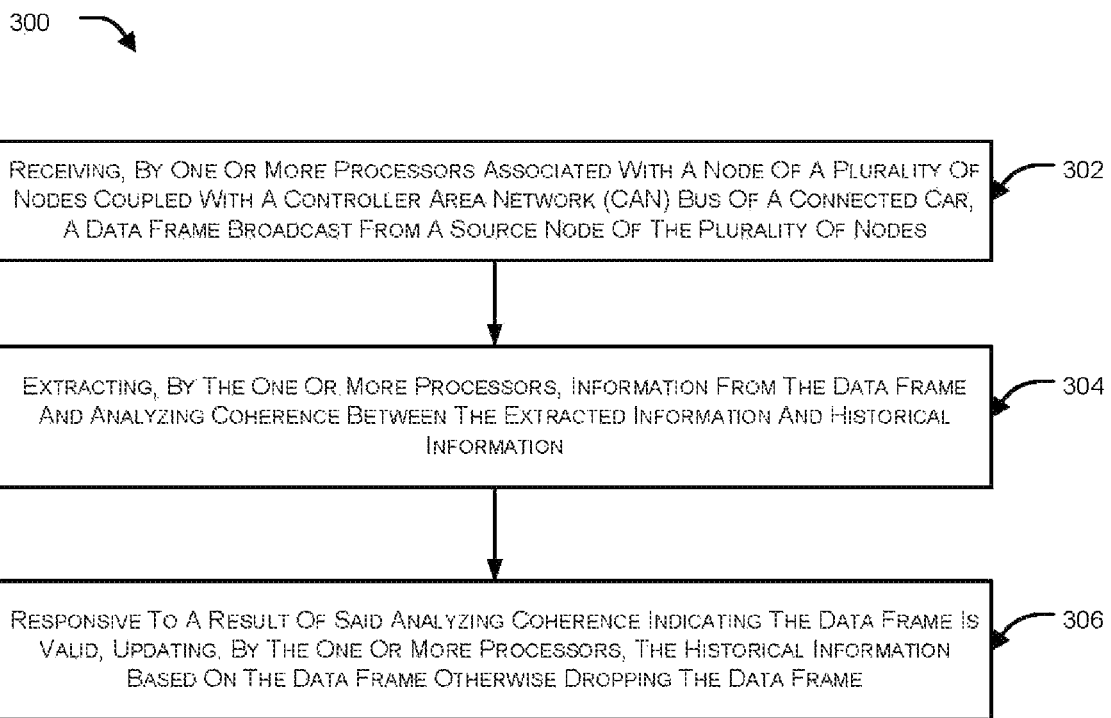 300
RECEIVING, BY ONE OR MORE PROCESSORS ASSOCIATED WITH A NODE OF A PLURALITY OF
NODES COUPLED WITH A CONTROLLER AREA NETWORK (CAN) BUS OF A CONNECTED CAR,
A DATA FRAME BROADCAST FROM A SOURCE NODE OF THE PLURALITY OF NODES
302
EXTRACTING, BY THE ONE OR MORE PROCESSORS, INFORMATION FROM THE DATA FRAME
AND ANALYZING COHERENCE BETWEEN THE EXTRACTED INFORMATION AND HISTORICAL
INFORMATION
304
RESPONSIVE TO A RESULT OF SAID ANALYZING COHERENCE INDICATING THE DATA FRAME IS
VALID, UPDATING, BY THE ONE OR MORE PROCESSORS, THE HISTORICAL INFORMATION
BASED ON THE DATA FRAME OTHERWISE DROPPING THE DATA FRAME
306